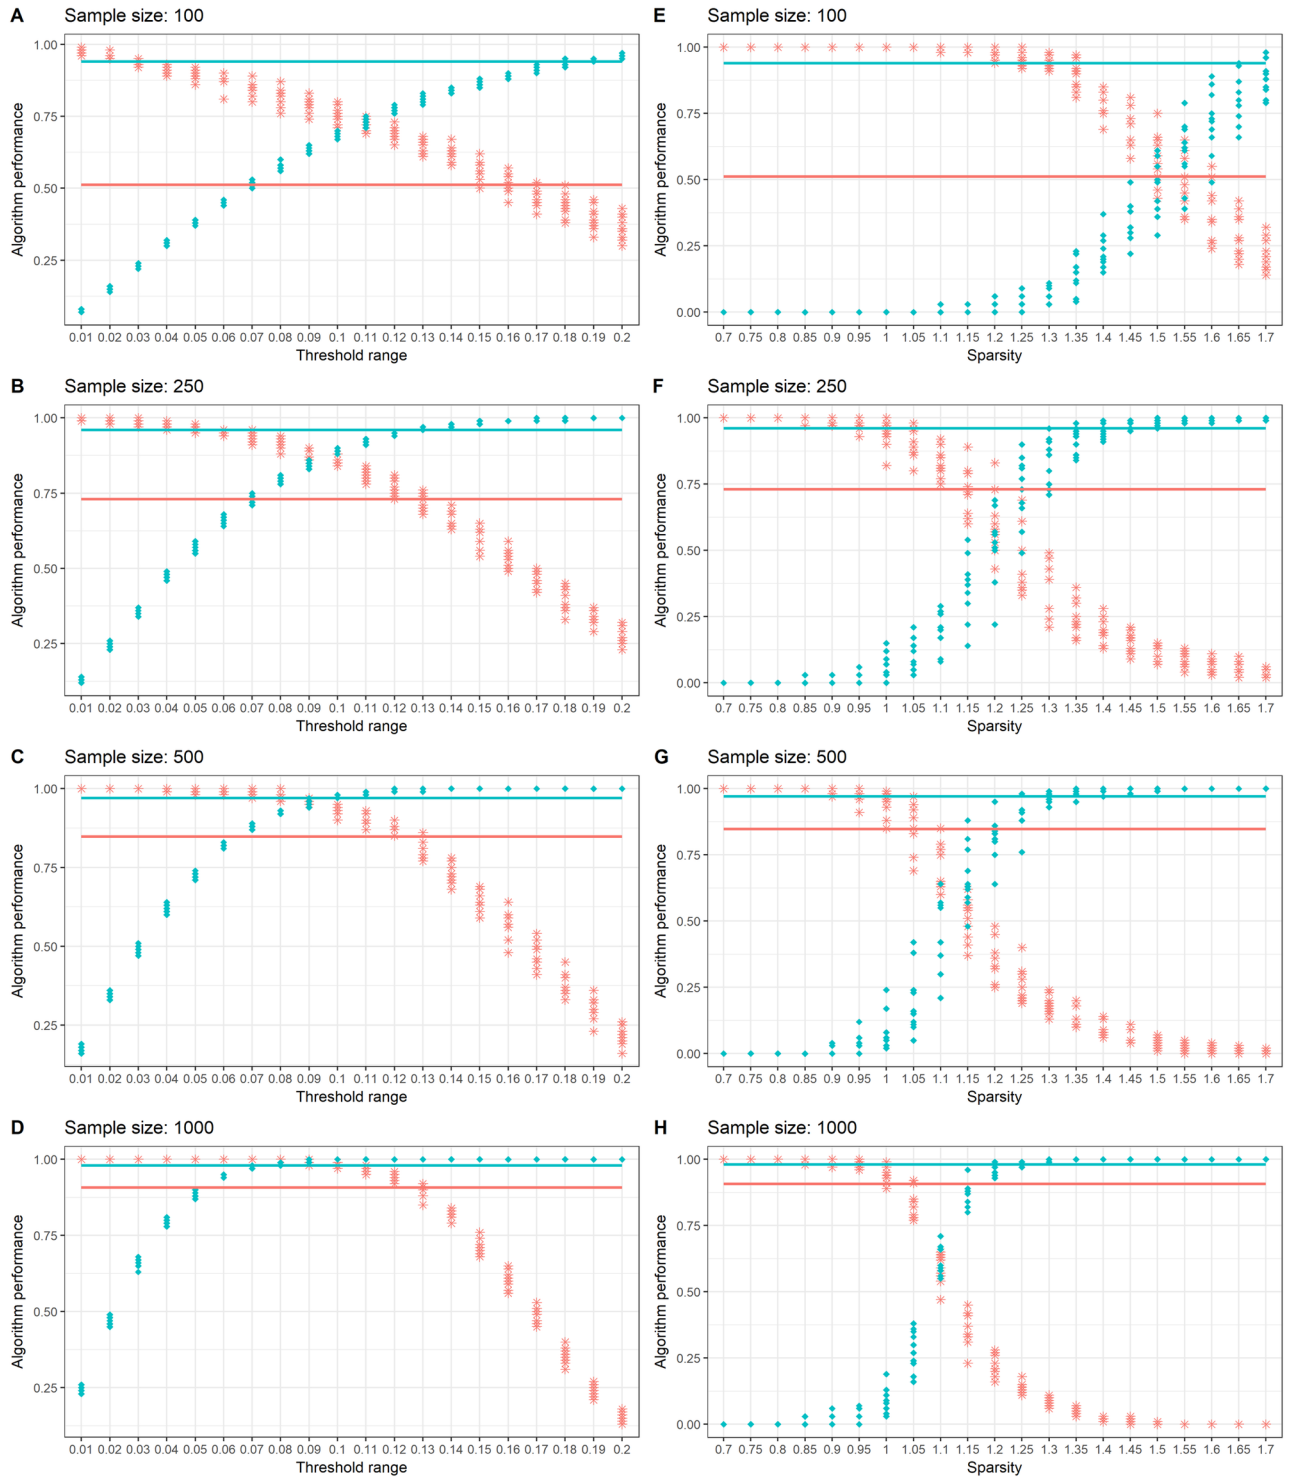 A Sample size: 100
1.00
0.75
0.50
0.25
Algorithm performance
0.01 0.02 0.03 0.04 0.05 0.06 0.07 0.08 0.09 0.1 0.11 0.12 0.13 0.14 0.15 0.16 0.17 0.18 0.19 0.2
Threshold range
E Sample size: 100
1.00
0.75
0.50
0.25
0.00
Algorithm performance
0.7 0.75 0.8 0.85 0.9 0.95 1 1.05 1.1 1.15 1.2 1.25 1.3 1.35 1.4 1.45 1.5 1.55 1.6 1.65 1.7
Sparsity
B Sample size: 250
1.00
0.75
0.50
0.25
Algorithm performance
0.01 0.02 0.03 0.04 0.05 0.06 0.07 0.08 0.09 0.1 0.11 0.12 0.13 0.14 0.15 0.16 0.17 0.18 0.19 0.2
Threshold range
F Sample size: 250
1.00
0.75
0.50
0.25
0.00
Algorithm performance
0.7 0.75 0.8 0.85 0.9 0.95 1 1.05 1.1 1.15 1.2 1.25 1.3 1.35 1.4 1.45 1.5 1.55 1.6 1.65 1.7
Sparsity
C Sample size: 500
1.00
0.75
0.50
0.25
Algorithm performance
0.01 0.02 0.03 0.04 0.05 0.06 0.07 0.08 0.09 0.1 0.11 0.12 0.13 0.14 0.15 0.16 0.17 0.18 0.19 0.2
Threshold range
G Sample size: 500
1.00
0.75
0.50
0.25
0.00
Algorithm performance
0.7 0.75 0.8 0.85 0.9 0.95 1 1.05 1.1 1.15 1.2 1.25 1.3 1.35 1.4 1.45 1.5 1.55 1.6 1.65 1.7
Sparsity
D Sample size: 1000
1.00
0.75
0.50
0.25
Algorithm performance
0.01 0.02 0.03 0.04 0.05 0.06 0.07 0.08 0.09 0.1 0.11 0.12 0.13 0.14 0.15 0.16 0.17 0.18 0.19 0.2
Threshold range
H Sample size: 1000
1.00
0.75
0.50
0.25
0.00
Algorithm performance
0.7 0.75 0.8 0.85 0.9 0.95 1 1.05 1.1 1.15 1.2 1.25 1.3 1.35 1.4 1.45 1.5 1.55 1.6 1.65 1.7
Sparsity